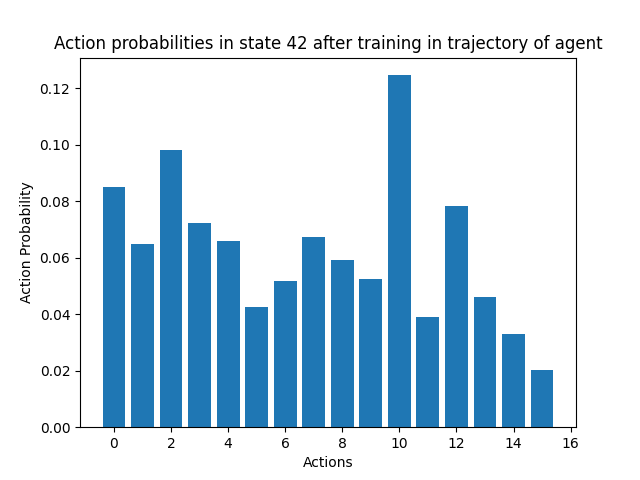 Action probabilities in state 42 after training in trajectory of agent
0.12
0.10
0.08
0.06
0.04
0.02
0.00
Action Probability
0 2 4 6 8 10 12 14 16
Actions